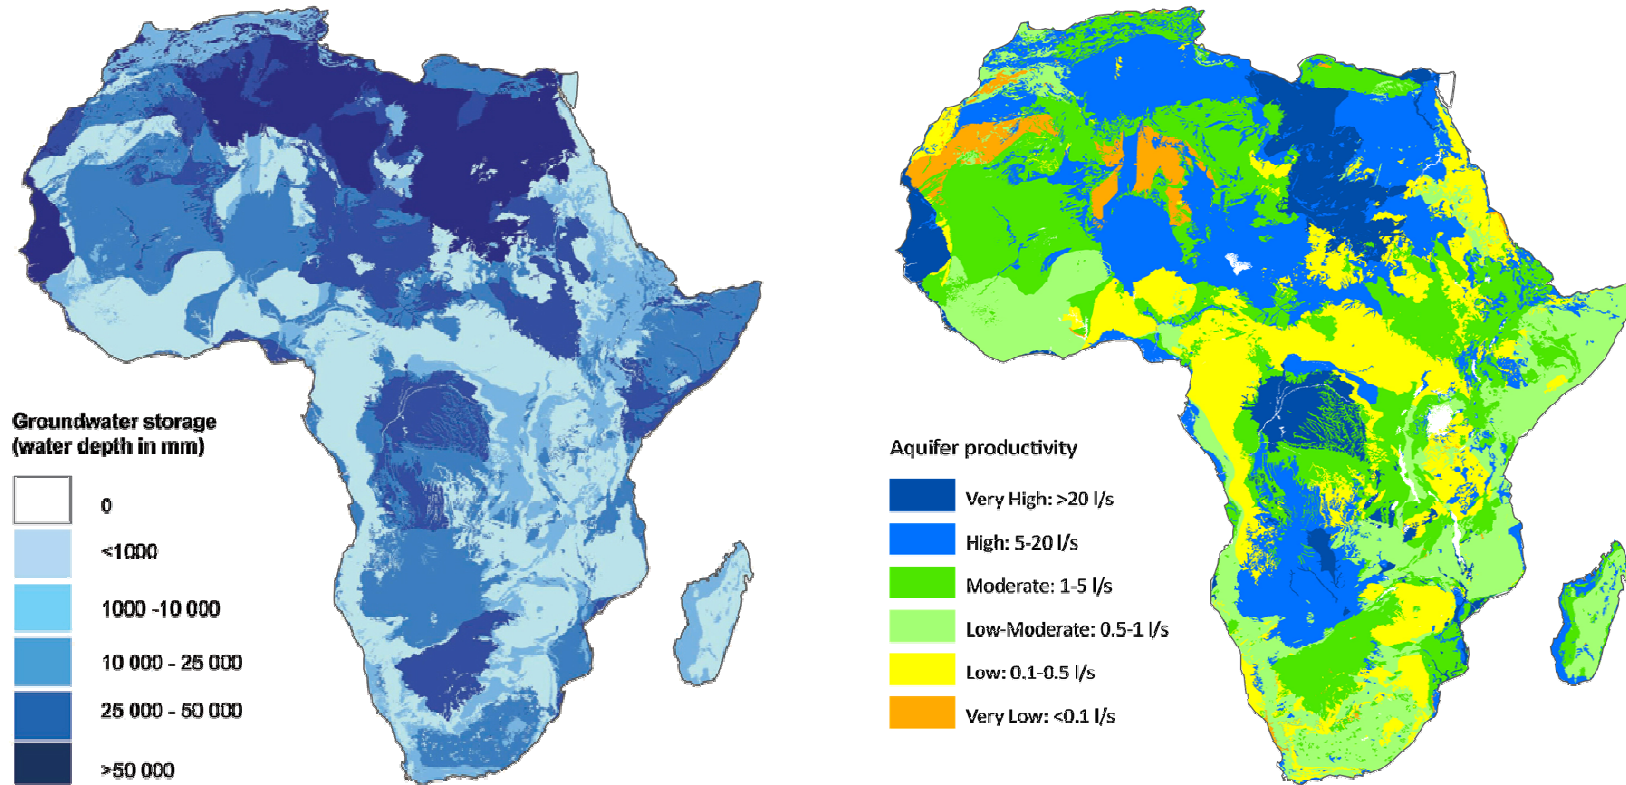 Groundwater storage
(water depth in mm)
0
<1000
1000 -10 000
10 000 - 25 000
25 000 - 50 000
>50 000
Aquifer productivity
Very High: >20 l/s
High: 5-20 l/s
Moderate: 1-5 l/s
Low-Moderate: 0.5-1 l/s
Low: 0.1-0.5 l/s
Very Low: <0.1 l/s